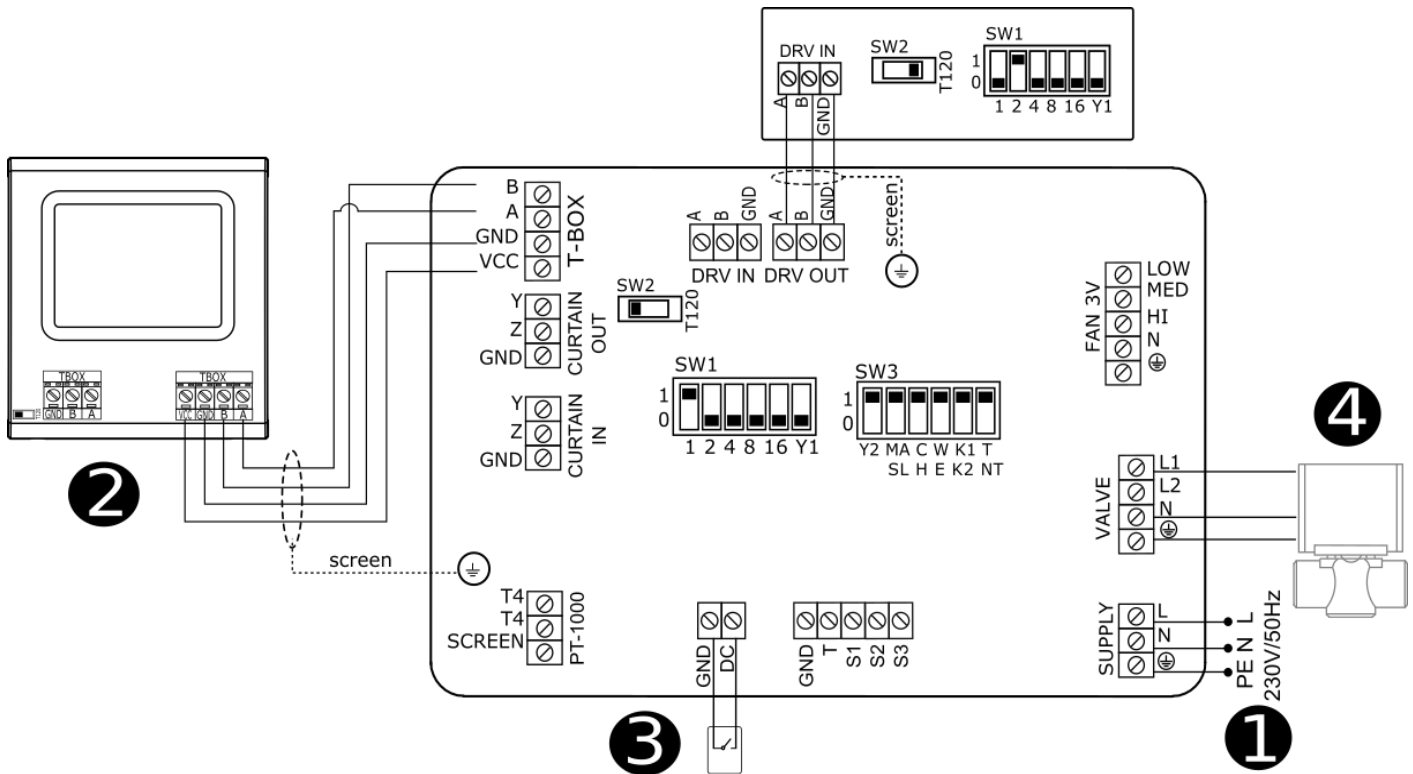 DRV IN
A
B
GND
SW2
T120
SW1
1
0
1 2 4 8 16 Y1
TBOX
GND B A
TBOX
VCC GND B A
2
screen
B
A
GND
VCC
T-BOX
Y
Z
GND
CURTAIN
OUT
Y
Z
GND
CURTAIN
IN
T4
T4
SCREEN
PT-1000
A
B
GND
DRV IN
A
B
GND
DRV OUT
screen
SW2
T120
SW1
1
0
1 2 4 8 16 Y1
SW3
1
0
Y2 MA C W K1 T
SL H E K2 NT
FAN 3V
LOW
MED
HI
N
VALVE
L1
L2
N
4
SUPPLY
L
N
L
N
PE
230V/50Hz
1
GND
DC
3
GND
T
S1
S2
S3